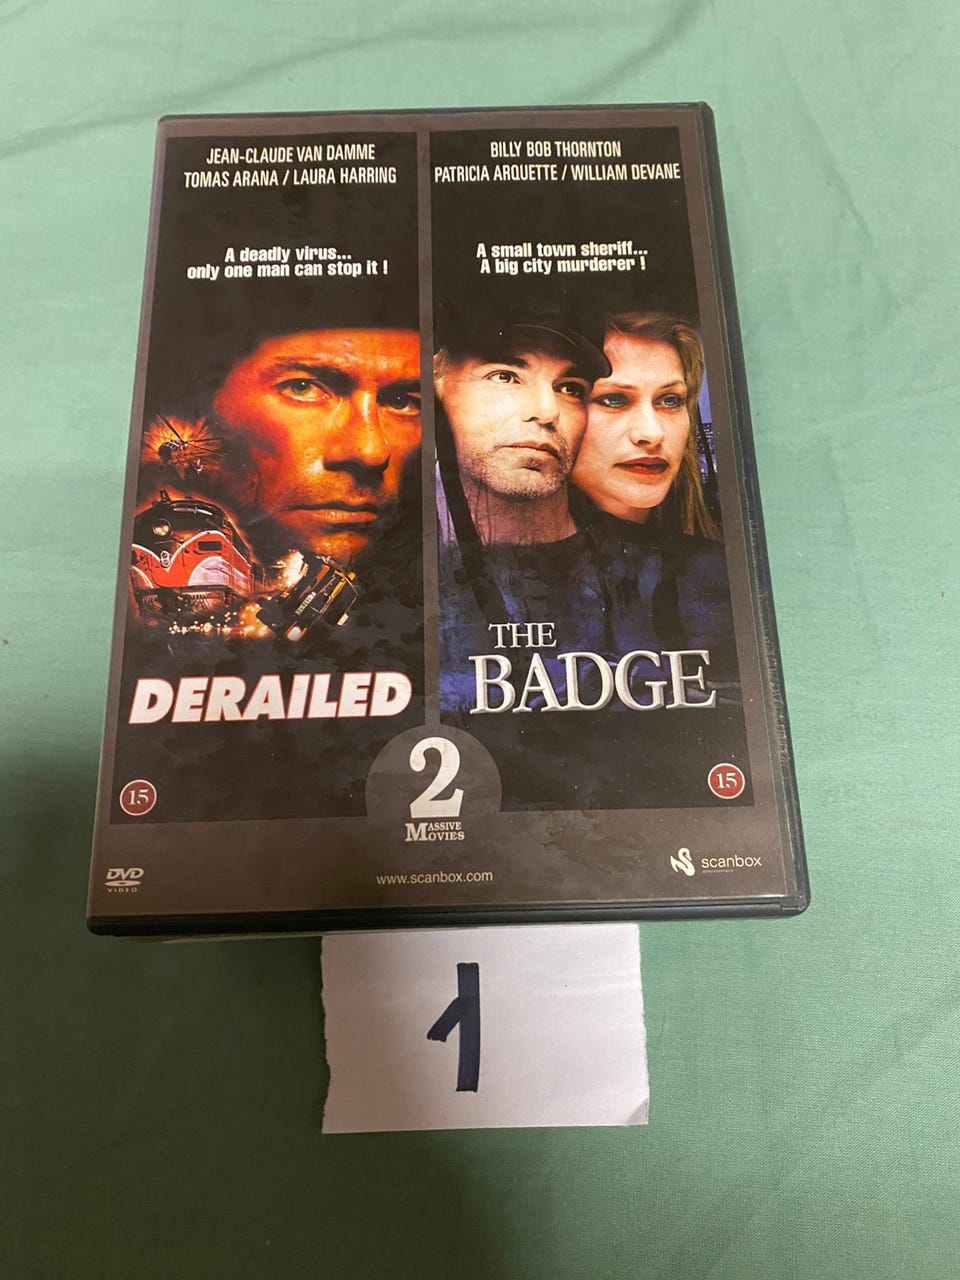 JEAN-CLAUDE VAN DAMME
TOMAS ARANA / LAURA HARRING
A deadly virus...
only one man can stop it !
DERAILED
15
BILLY BOB THORNTON
PATRICIA ARQUETTE / WILLIAM DEVANE
A small town sheriff...
A big city murderer !
THE
BADGE
15
2
MASSIVE
MOVIES
DVD
VIDEO
www.scanbox.com
scanbox
entertainment
1